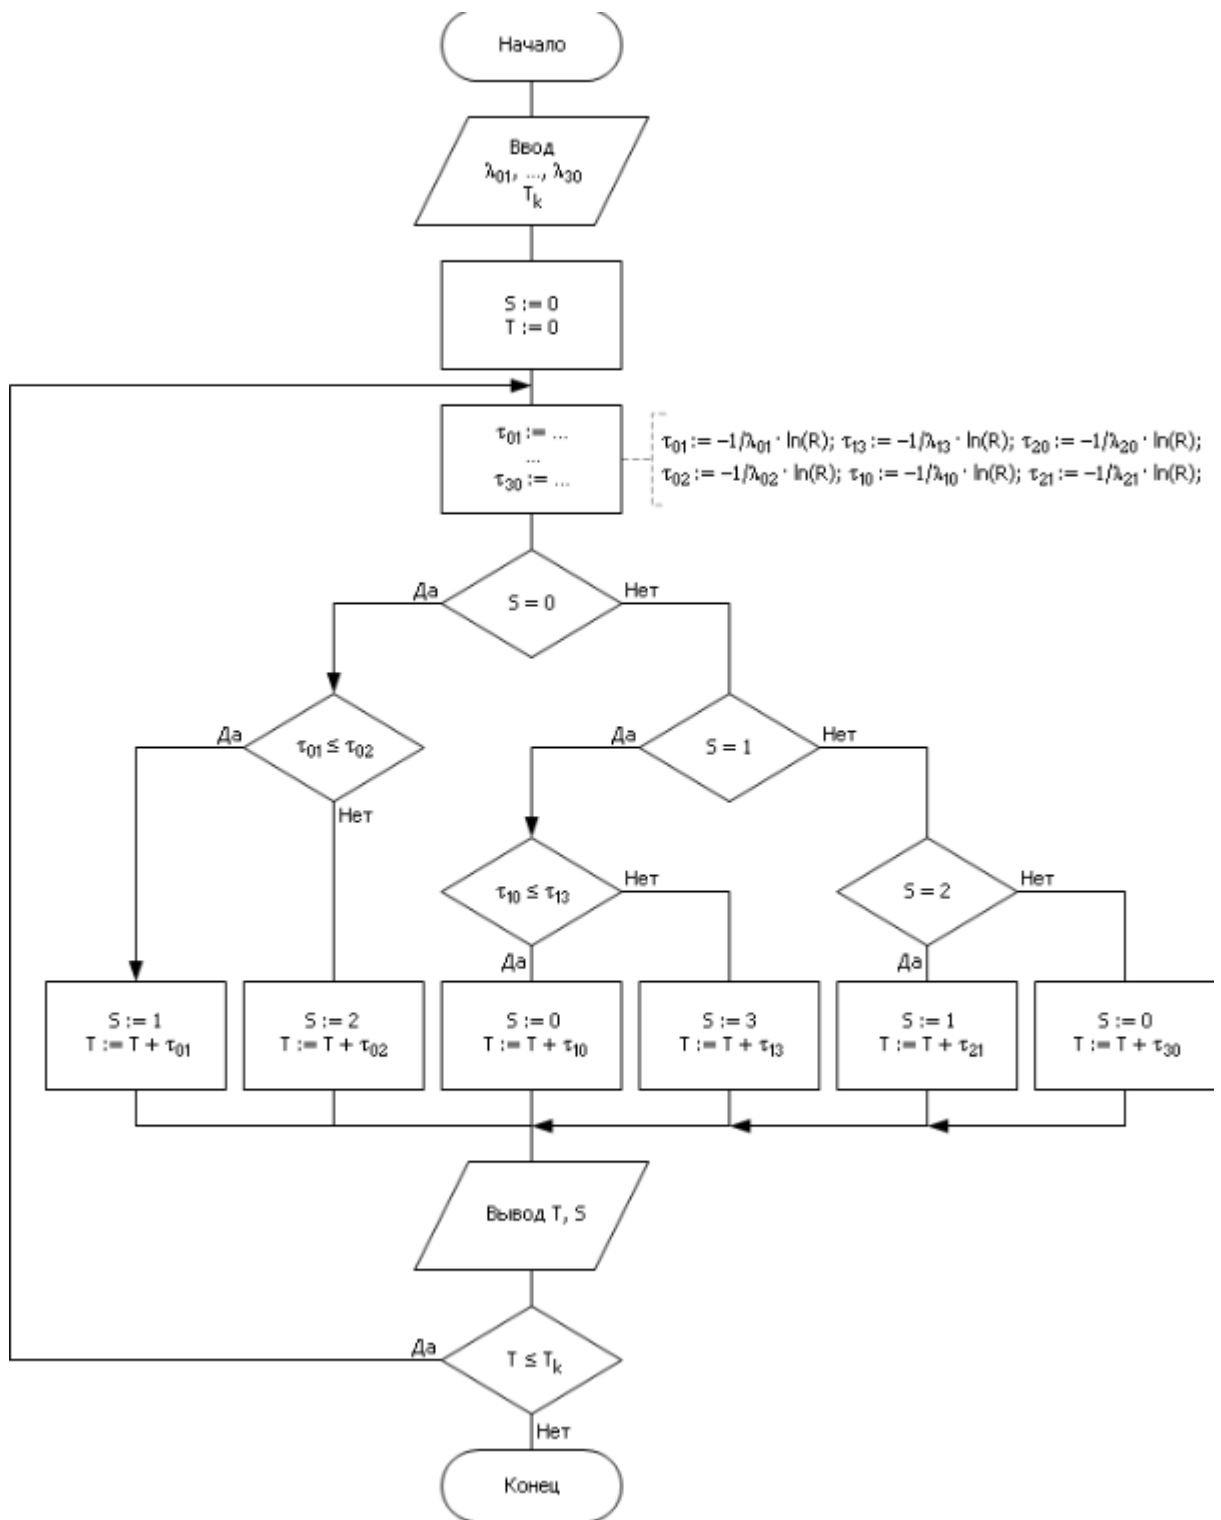 Начало
Ввод
λ₀₁, ..., λ₃₀
Tₖ
S := 0
T := 0
τ₀₁ := ...
...
τ₃₀ := ...
τ₀₁ := −1/λ₀₁ · ln(R); τ₁₃ := −1/λ₁₃ · ln(R); τ₂₀ := −1/λ₂₀ · ln(R);
τ₀₂ := −1/λ₀₂ · ln(R); τ₁₀ := −1/λ₁₀ · ln(R); τ₂₁ := −1/λ₂₁ · ln(R);
Да
S = 0
Нет
Да
τ₀₁ ≤ τ₀₂
Нет
Да
S = 1
Нет
τ₁₀ ≤ τ₁₃
Нет
Да
S = 2
Нет
Да
S := 1
T := T + τ₀₁
S := 2
T := T + τ₀₂
S := 0
T := T + τ₁₀
S := 3
T := T + τ₁₃
S := 1
T := T + τ₂₁
S := 0
T := T + τ₃₀
Вывод T, S
Да
T ≤ Tₖ
Нет
Конец